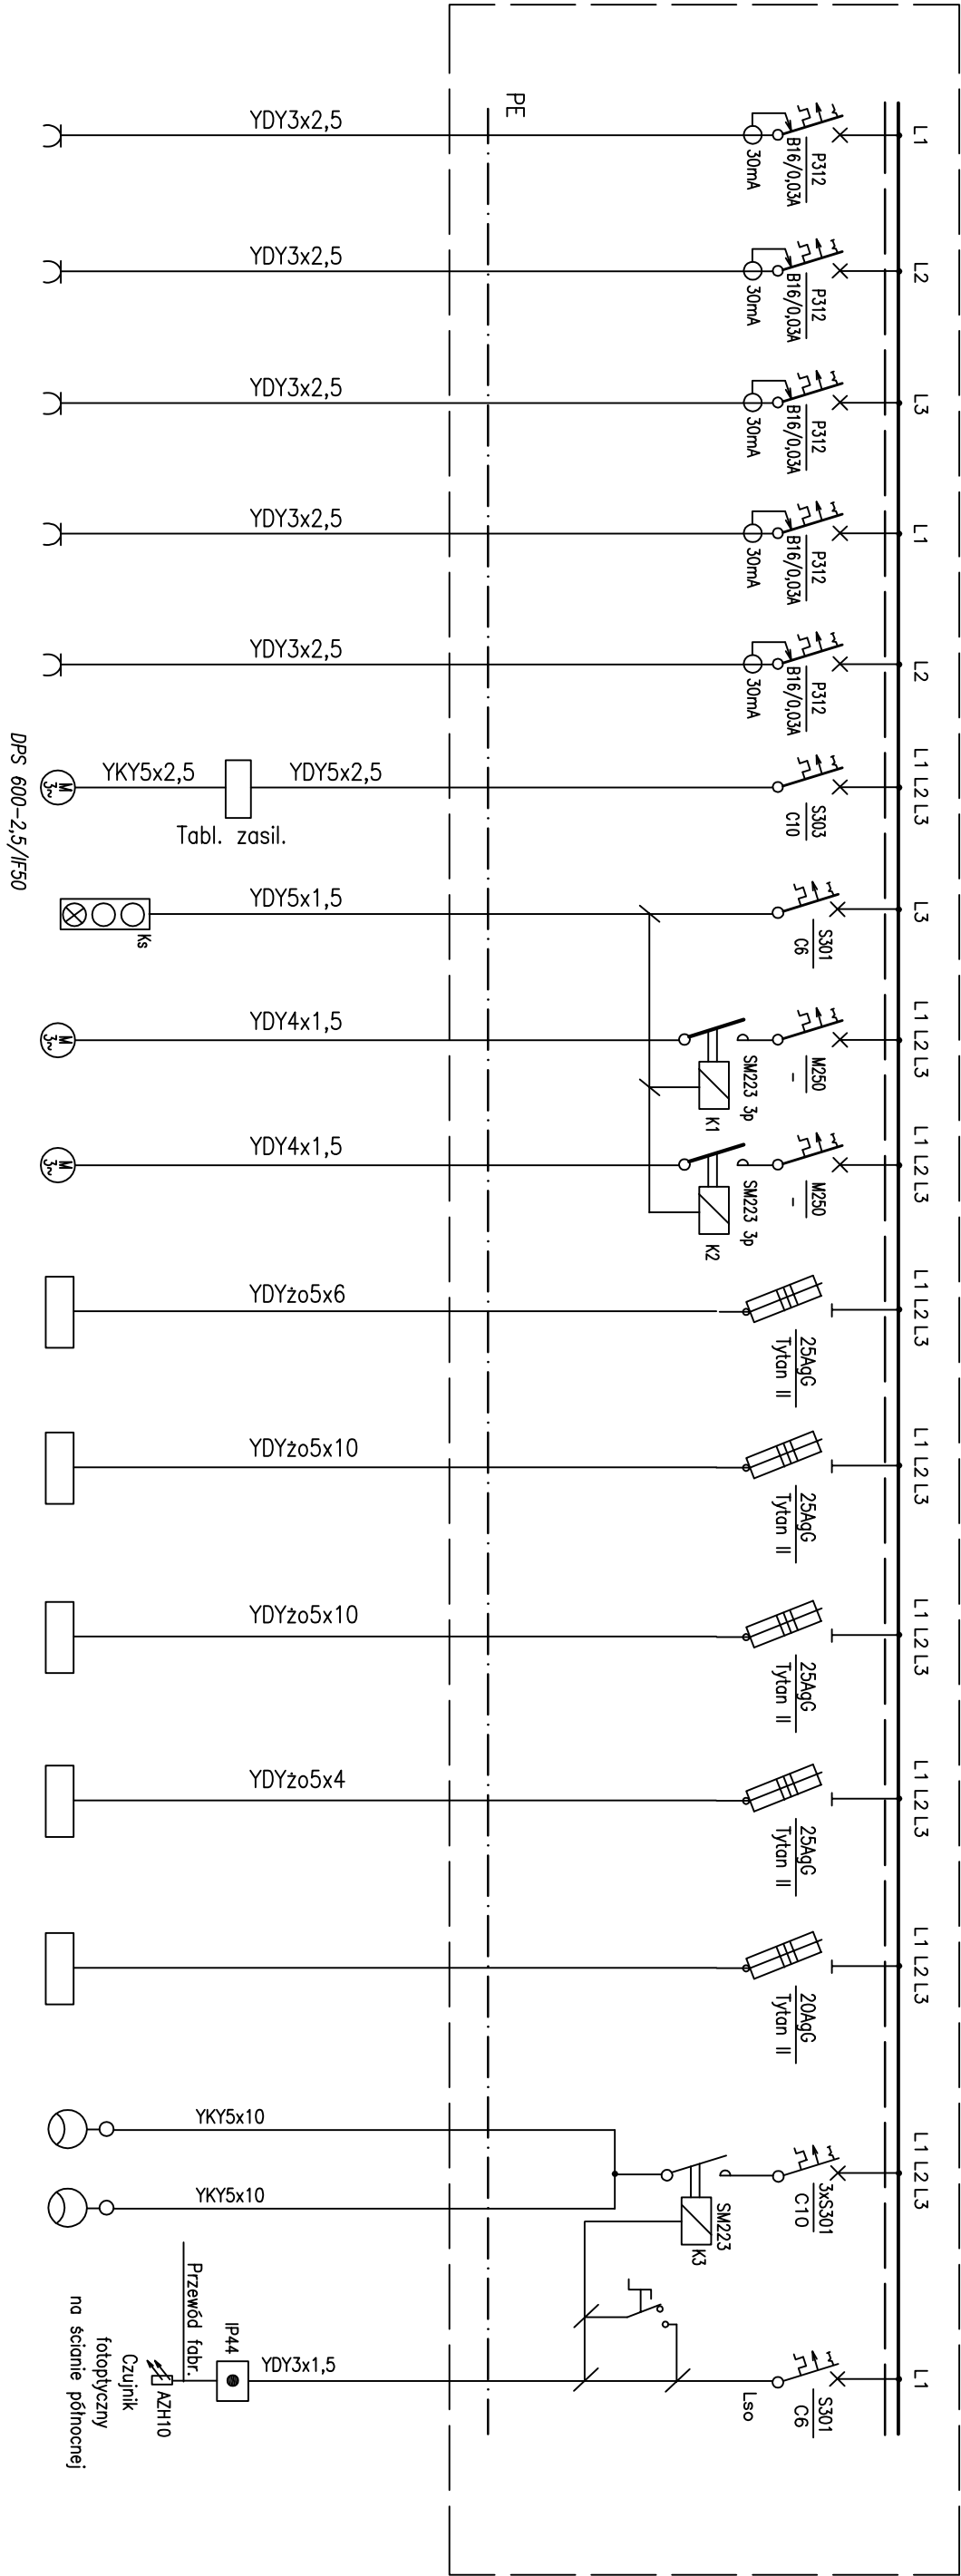 PE
L1
P312
B16/0,03A
30mA
YDY3x2,5
L2
P312
B16/0,03A
30mA
YDY3x2,5
L3
P312
B16/0,03A
30mA
YDY3x2,5
L1
P312
B16/0,03A
30mA
YDY3x2,5
L2
P312
B16/0,03A
30mA
YDY3x2,5
L1 L2 L3
S303
C10
YDY5x2,5
Tabl. zasil.
YKY5x2,5
M
3~
DPS 600-2,5/IF50
L3
S301
C6
YDY5x1,5
Ks
L1 L2 L3
M250
-
SM223 3p
K1
YDY4x1,5
M
3~
L1 L2 L3
M250
-
SM223 3p
K2
YDY4x1,5
M
3~
L1 L2 L3
25AgG
Tytan II
YDYżo5x6
L1 L2 L3
25AgG
Tytan II
YDYżo5x10
L1 L2 L3
25AgG
Tytan II
YDYżo5x10
L1 L2 L3
25AgG
Tytan II
YDYżo5x4
L1 L2 L3
20AgG
Tytan II
L1 L2 L3
3xS301
C10
SM223
K3
YKY5x10
YKY5x10
L1
S301
C6
Lso
YDY3x1,5
IP44
Przewód fabr.
AZH10
Czujnik
fotoptyczny
na ścianie północnej